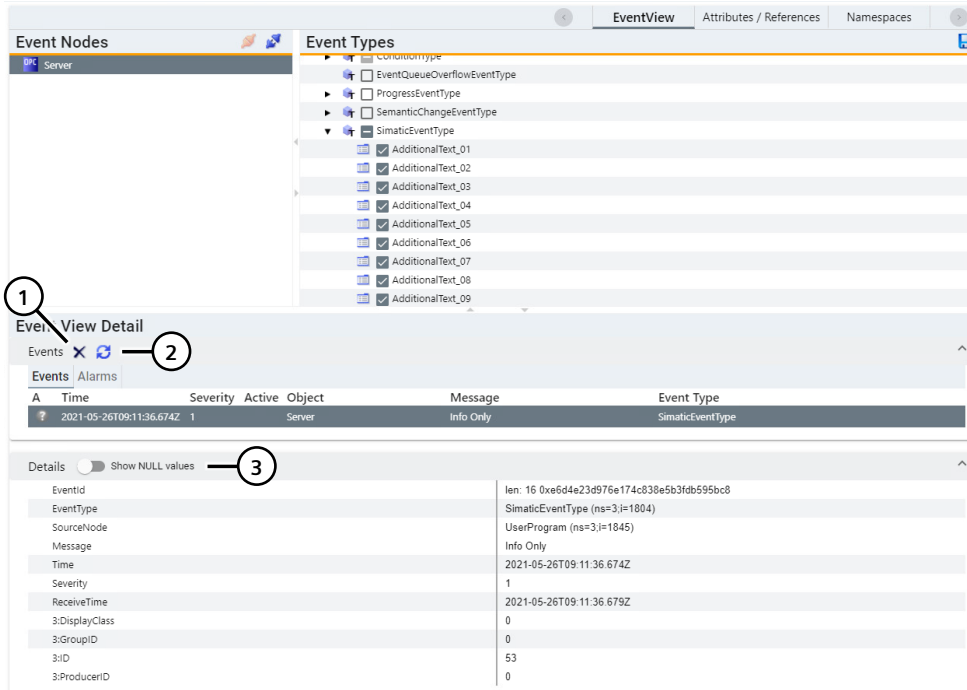 EventView Attributes / References Namespaces
Event Nodes
OPC Server
Event Types
ConditionType
EventQueueOverflowEventType
ProgressEventType
SemanticChangeEventType
SimaticEventType
AdditionalText_01
AdditionalText_02
AdditionalText_03
AdditionalText_04
AdditionalText_05
AdditionalText_06
AdditionalText_07
AdditionalText_08
AdditionalText_09
1
Event View Detail
Events 2
Events Alarms
A Time Severity Active Object Message Event Type
? 2021-05-26T09:11:36.674Z 1 Server Info Only SimaticEventType
Details Show NULL values 3
EventId len: 16 0xe6d4e23d976e174c838e5b3fdb595bc8
EventType SimaticEventType (ns=3;i=1804)
SourceNode UserProgram (ns=3;i=1845)
Message Info Only
Time 2021-05-26T09:11:36.674Z
Severity 1
ReceiveTime 2021-05-26T09:11:36.679Z
3:DisplayClass 0
3:GroupID 0
3:ID 53
3:ProducerID 0